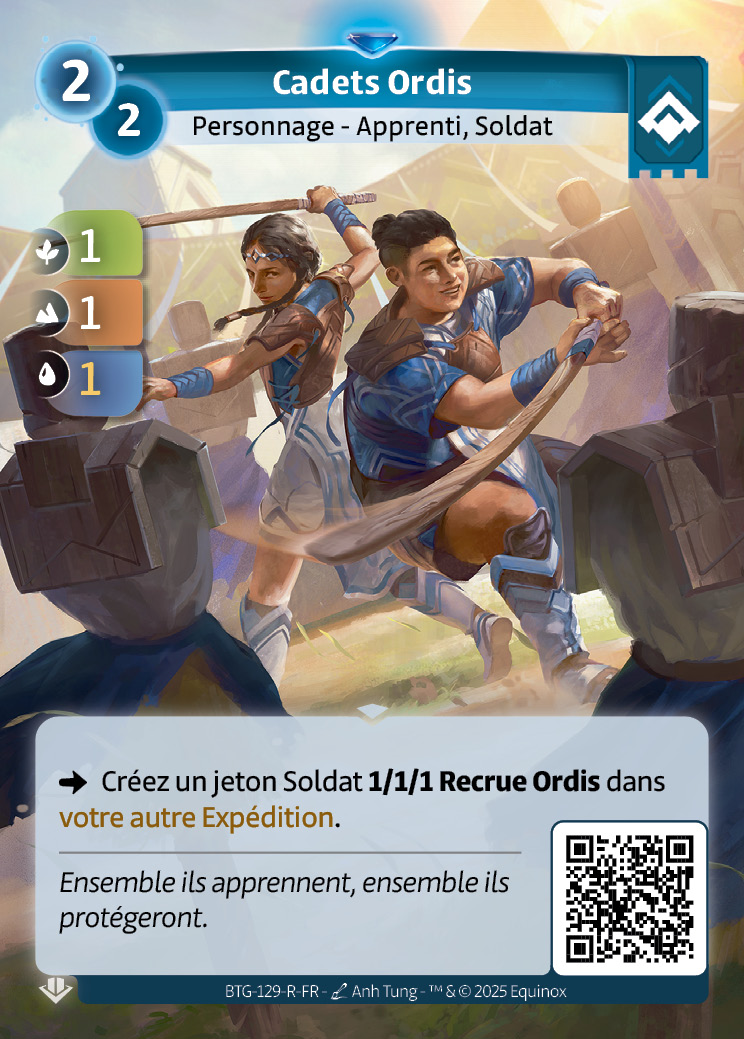 2
Cadets Ordis
2
Personnage - Apprenti, Soldat
1
1
1
Créez un jeton Soldat 1/1/1 Recrue Ordis dans
votre autre Expédition.
Ensemble ils apprennent, ensemble ils
protégeront.
BTG-129-R-FR - Anh Tung - ™ & © 2025 Equinox